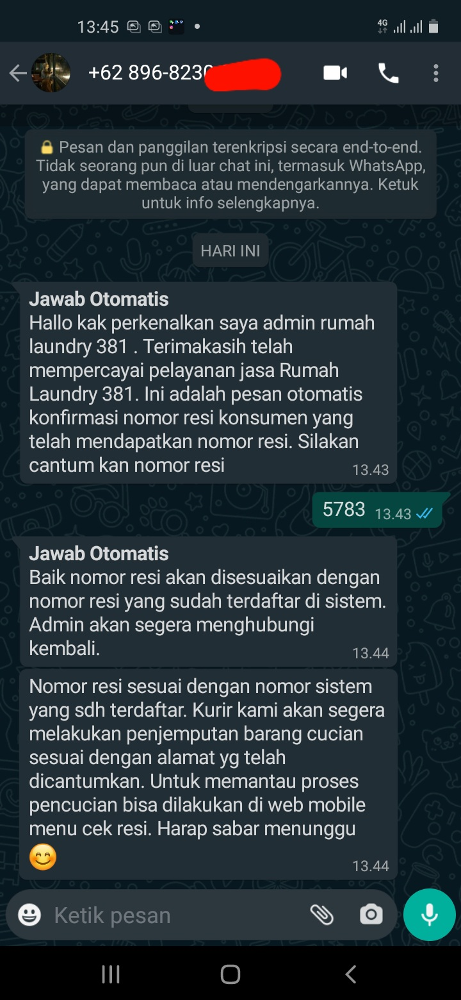 13:45
4G
+62 896-8230
Pesan dan panggilan terenkripsi secara end-to-end.
Tidak seorang pun di luar chat ini, termasuk WhatsApp,
yang dapat membaca atau mendengarkannya. Ketuk
untuk info selengkapnya.
HARI INI
Jawab Otomatis
Hallo kak perkenalkan saya admin rumah
laundry 381 . Terimakasih telah
mempercayai pelayanan jasa Rumah
Laundry 381. Ini adalah pesan otomatis
konfirmasi nomor resi konsumen yang
telah mendapatkan nomor resi. Silakan
cantum kan nomor resi
13.43
5783 13.43
Jawab Otomatis
Baik nomor resi akan disesuaikan dengan
nomor resi yang sudah terdaftar di sistem.
Admin akan segera menghubungi
kembali.
13.44
Nomor resi sesuai dengan nomor sistem
yang sdh terdaftar. Kurir kami akan segera
melakukan penjemputan barang cucian
sesuai dengan alamat yg telah
dicantumkan. Untuk memantau proses
pencucian bisa dilakukan di web mobile
menu cek resi. Harap sabar menunggu
😊
13.44
Ketik pesan